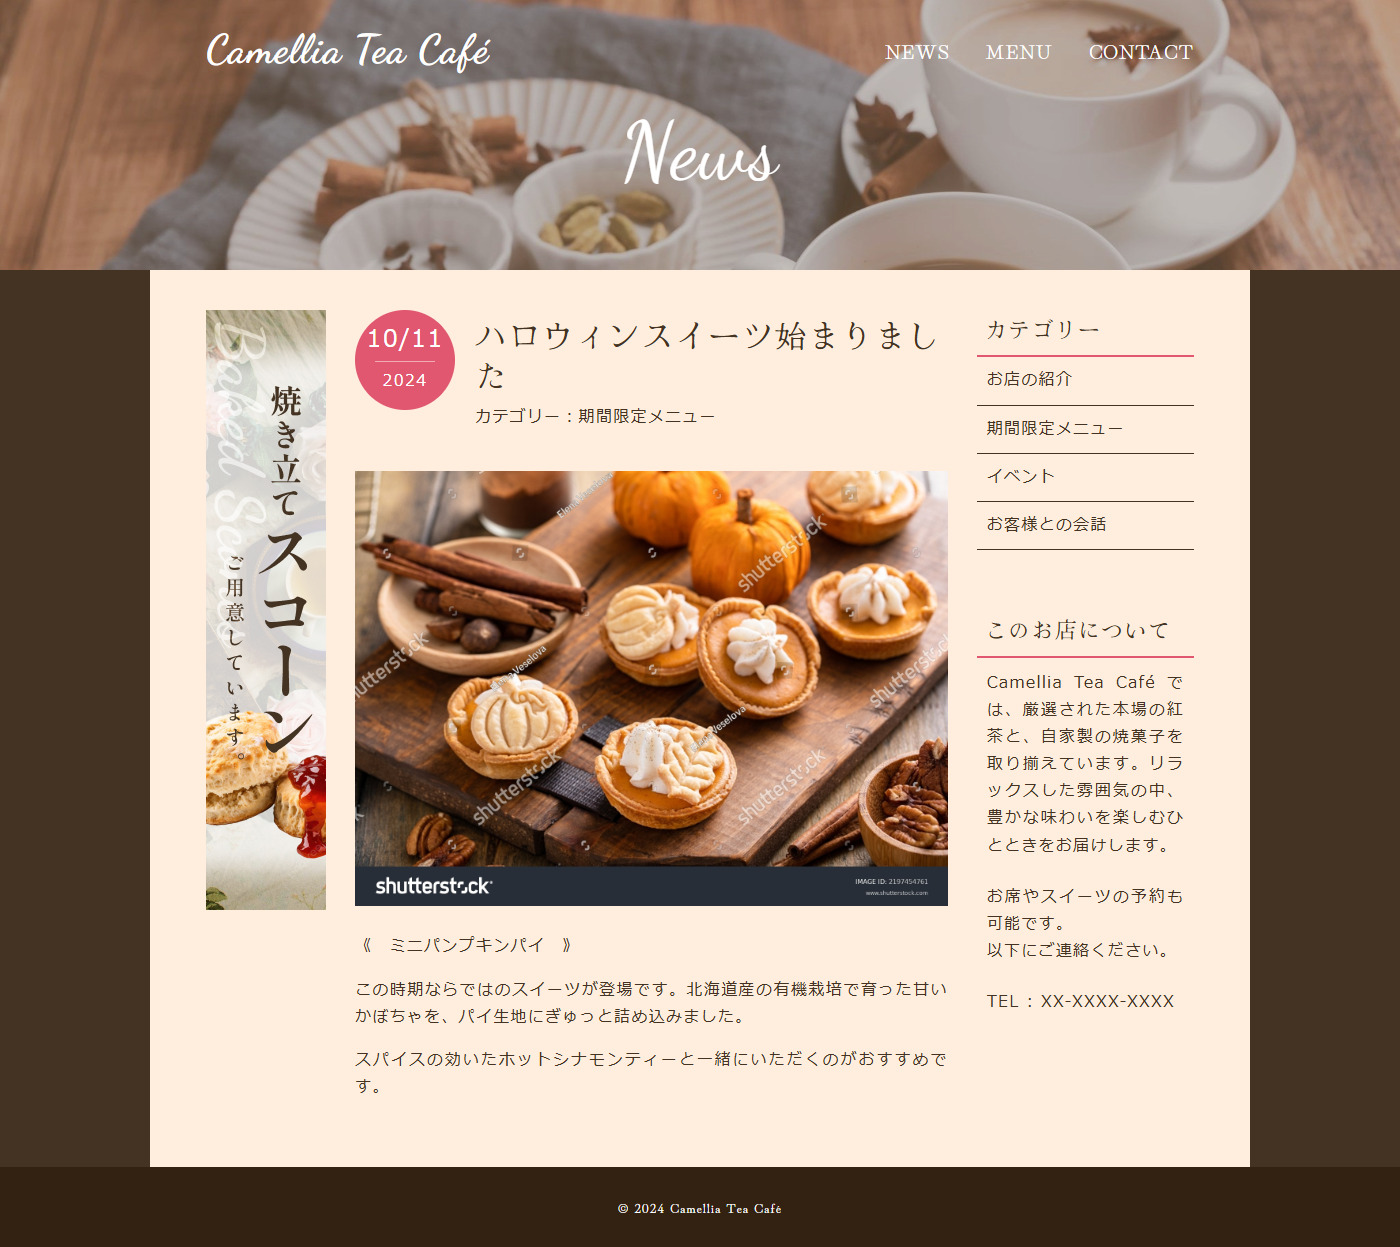 Camellia Tea Café
NEWS
MENU
CONTACT
News
焼き立て
スコーン
ご用意しています。
10/11
2024
ハロウィンスイーツ始まりまし
た
カテゴリー：期間限定メニュー
Elena Veselova
shutterstock
shutterstock
Elena Veselova
shutterstock
Elena Veselova
shutterstock
shutterstock
shutterstock
IMAGE ID: 2197454761
www.shutterstock.com
《　ミニパンプキンパイ　》
この時期ならではのスイーツが登場です。北海道産の有機栽培で育った甘い
かぼちゃを、パイ生地にぎゅっと詰め込みました。
スパイスの効いたホットシナモンティーと一緒にいただくのがおすすめで
す。
カテゴリー
お店の紹介
期間限定メニュー
イベント
お客様との会話
このお店について
Camellia Tea Café で
は、厳選された本場の紅
茶と、自家製の焼菓子を
取り揃えています。リラ
ックスした雰囲気の中、
豊かな味わいを楽しむひ
とときをお届けします。
お席やスイーツの予約も
可能です。
以下にご連絡ください。
TEL : XX-XXXX-XXXX
© 2024 Camellia Tea Café